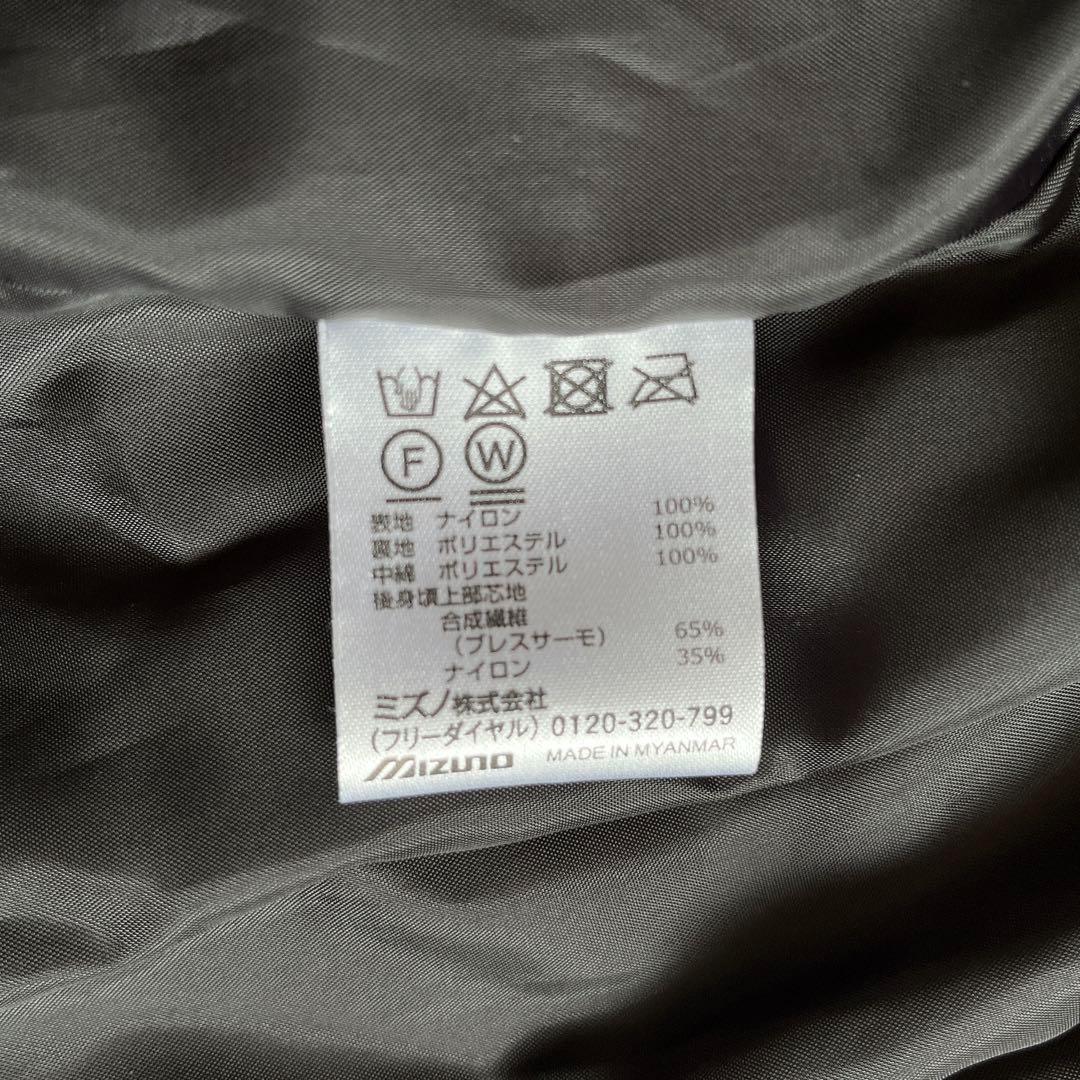 F W
表地 ナイロン 100%
裏地 ポリエステル 100%
中綿 ポリエステル 100%
後身頃上部芯地
合成繊維
(ブレスサーモ) 65%
ナイロン 35%
ミズノ株式会社
(フリーダイヤル) 0120-320-799
MIZUNO MADE IN MYANMAR